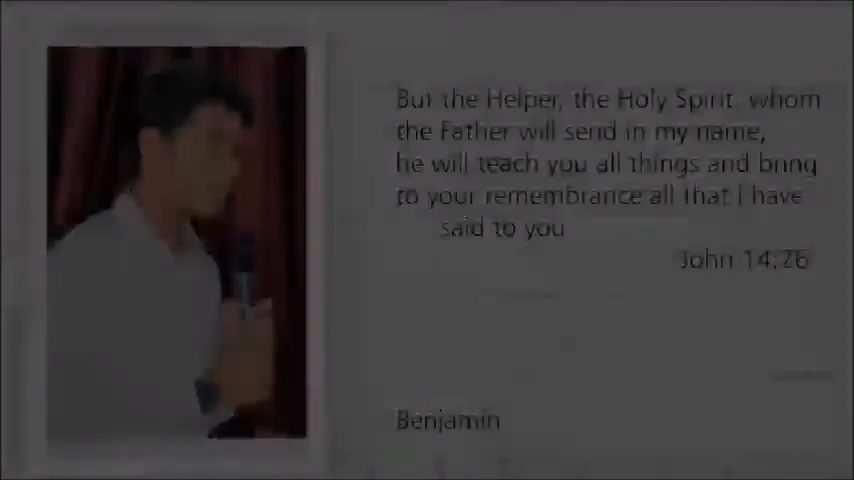 But the Helper, the Holy Spirit, whom
the Father will send in my name,
he will teach you all things and bring
to your remembrance all that I have
said to you
John 14:26
Benjamin